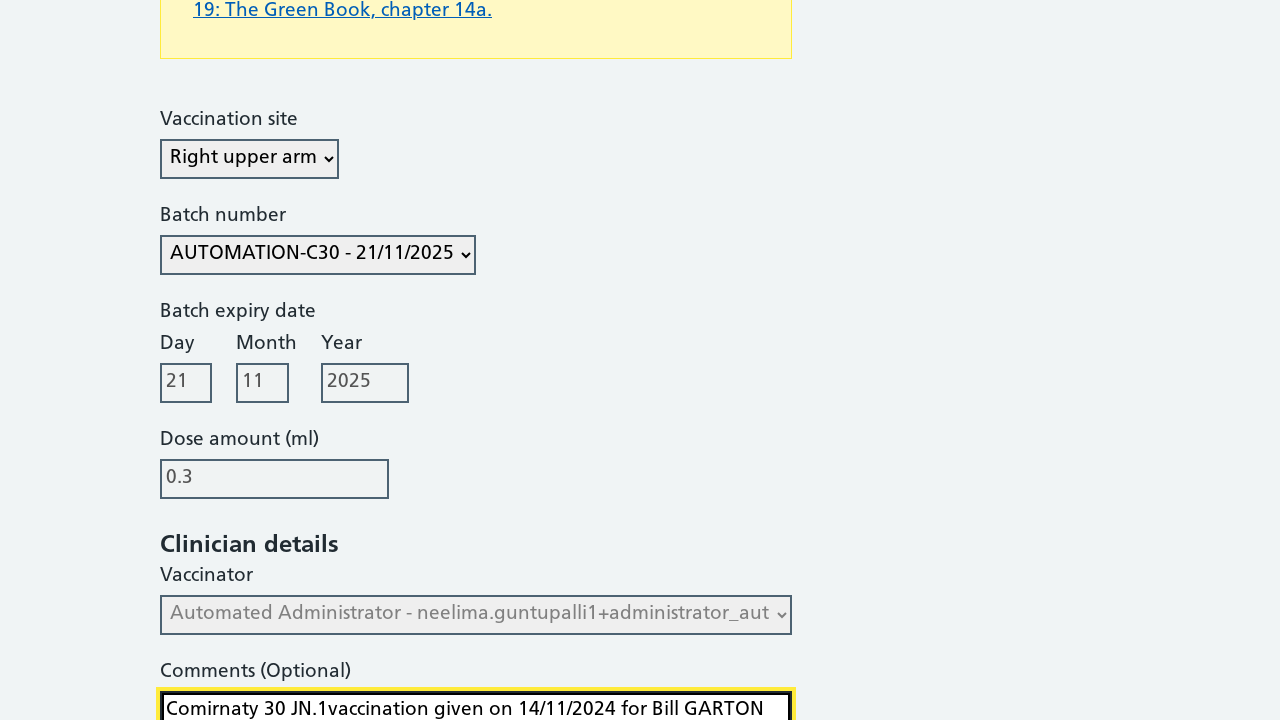 19: The Green Book, chapter 14a.
Vaccination site
Right upper arm
Batch number
AUTOMATION-C30 - 21/11/2025
Batch expiry date
Day Month Year
21 11 2025
Dose amount (ml)
0.3
Clinician details
Vaccinator
Automated Administrator - neelima.guntupalli1+administrator_aut
Comments (Optional)
Comirnaty 30 JN.1vaccination given on 14/11/2024 for Bill GARTON